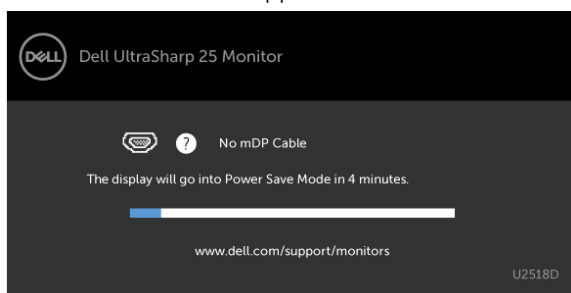 DELL
Dell UltraSharp 25 Monitor
? No mDP Cable
The display will go into Power Save Mode in 4 minutes.
www.dell.com/support/monitors
U2518D